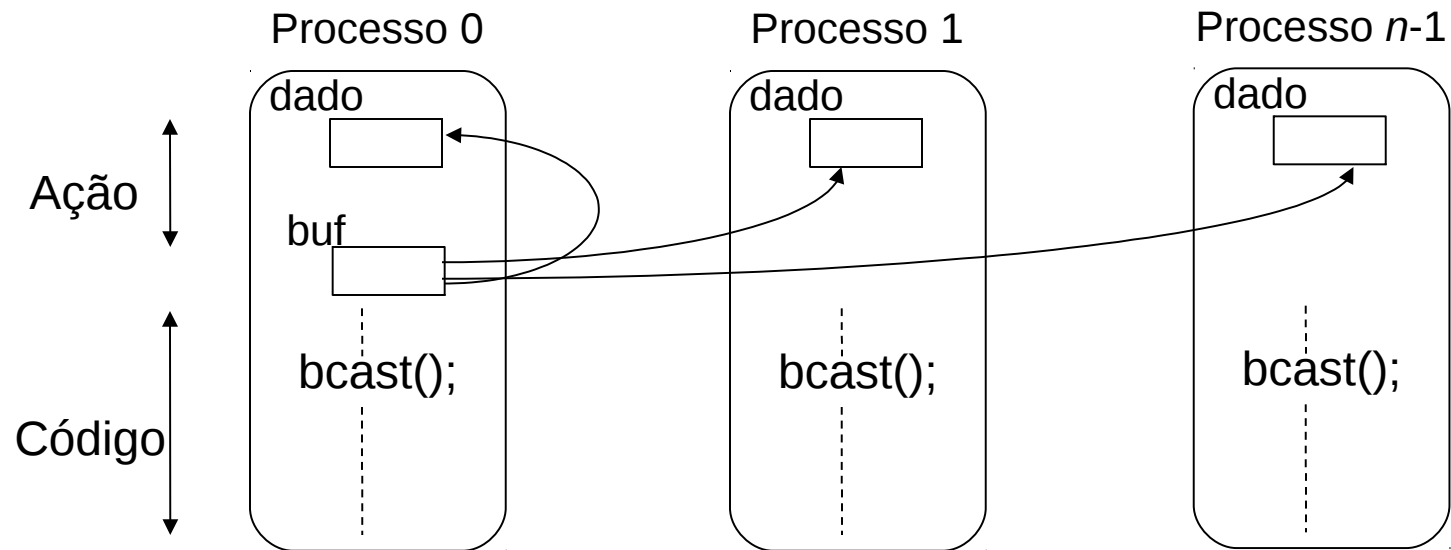 Processo 0
Processo 1
Processo n-1
dado
dado
dado
Ação
buf
bcast();
bcast();
bcast();
Código